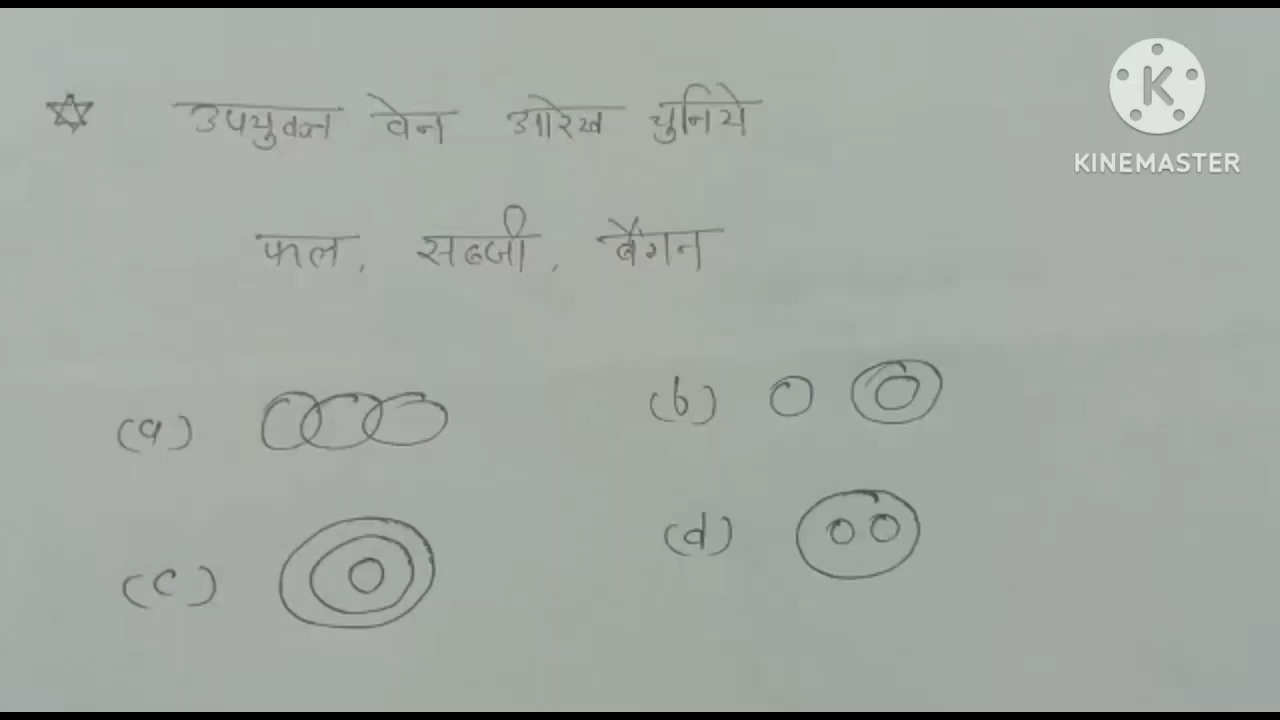 उपयुक्त वेन आरेख चुनिये
KINEMASTER
फल, सब्जी, बैंगन
(a)
(b)
(c)
(d)